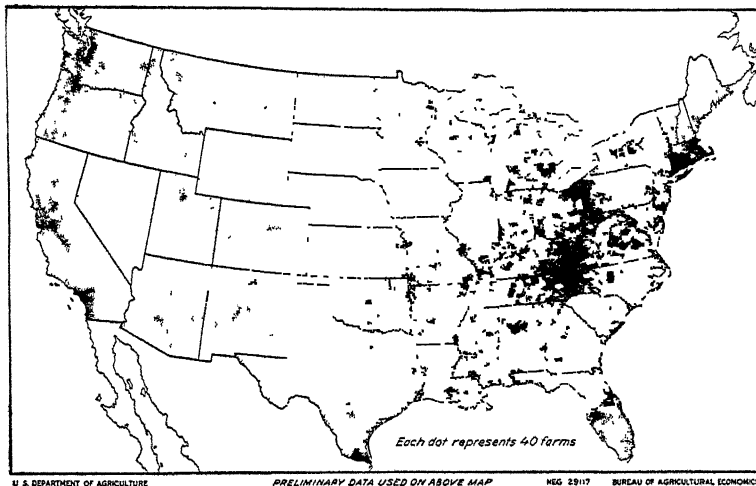 Each dot represents 40 farms
U. S. DEPARTMENT OF AGRICULTURE PRELIMINARY DATA USED ON ABOVE MAP NEG 29117 BUREAU OF AGRICULTURAL ECONOMICS